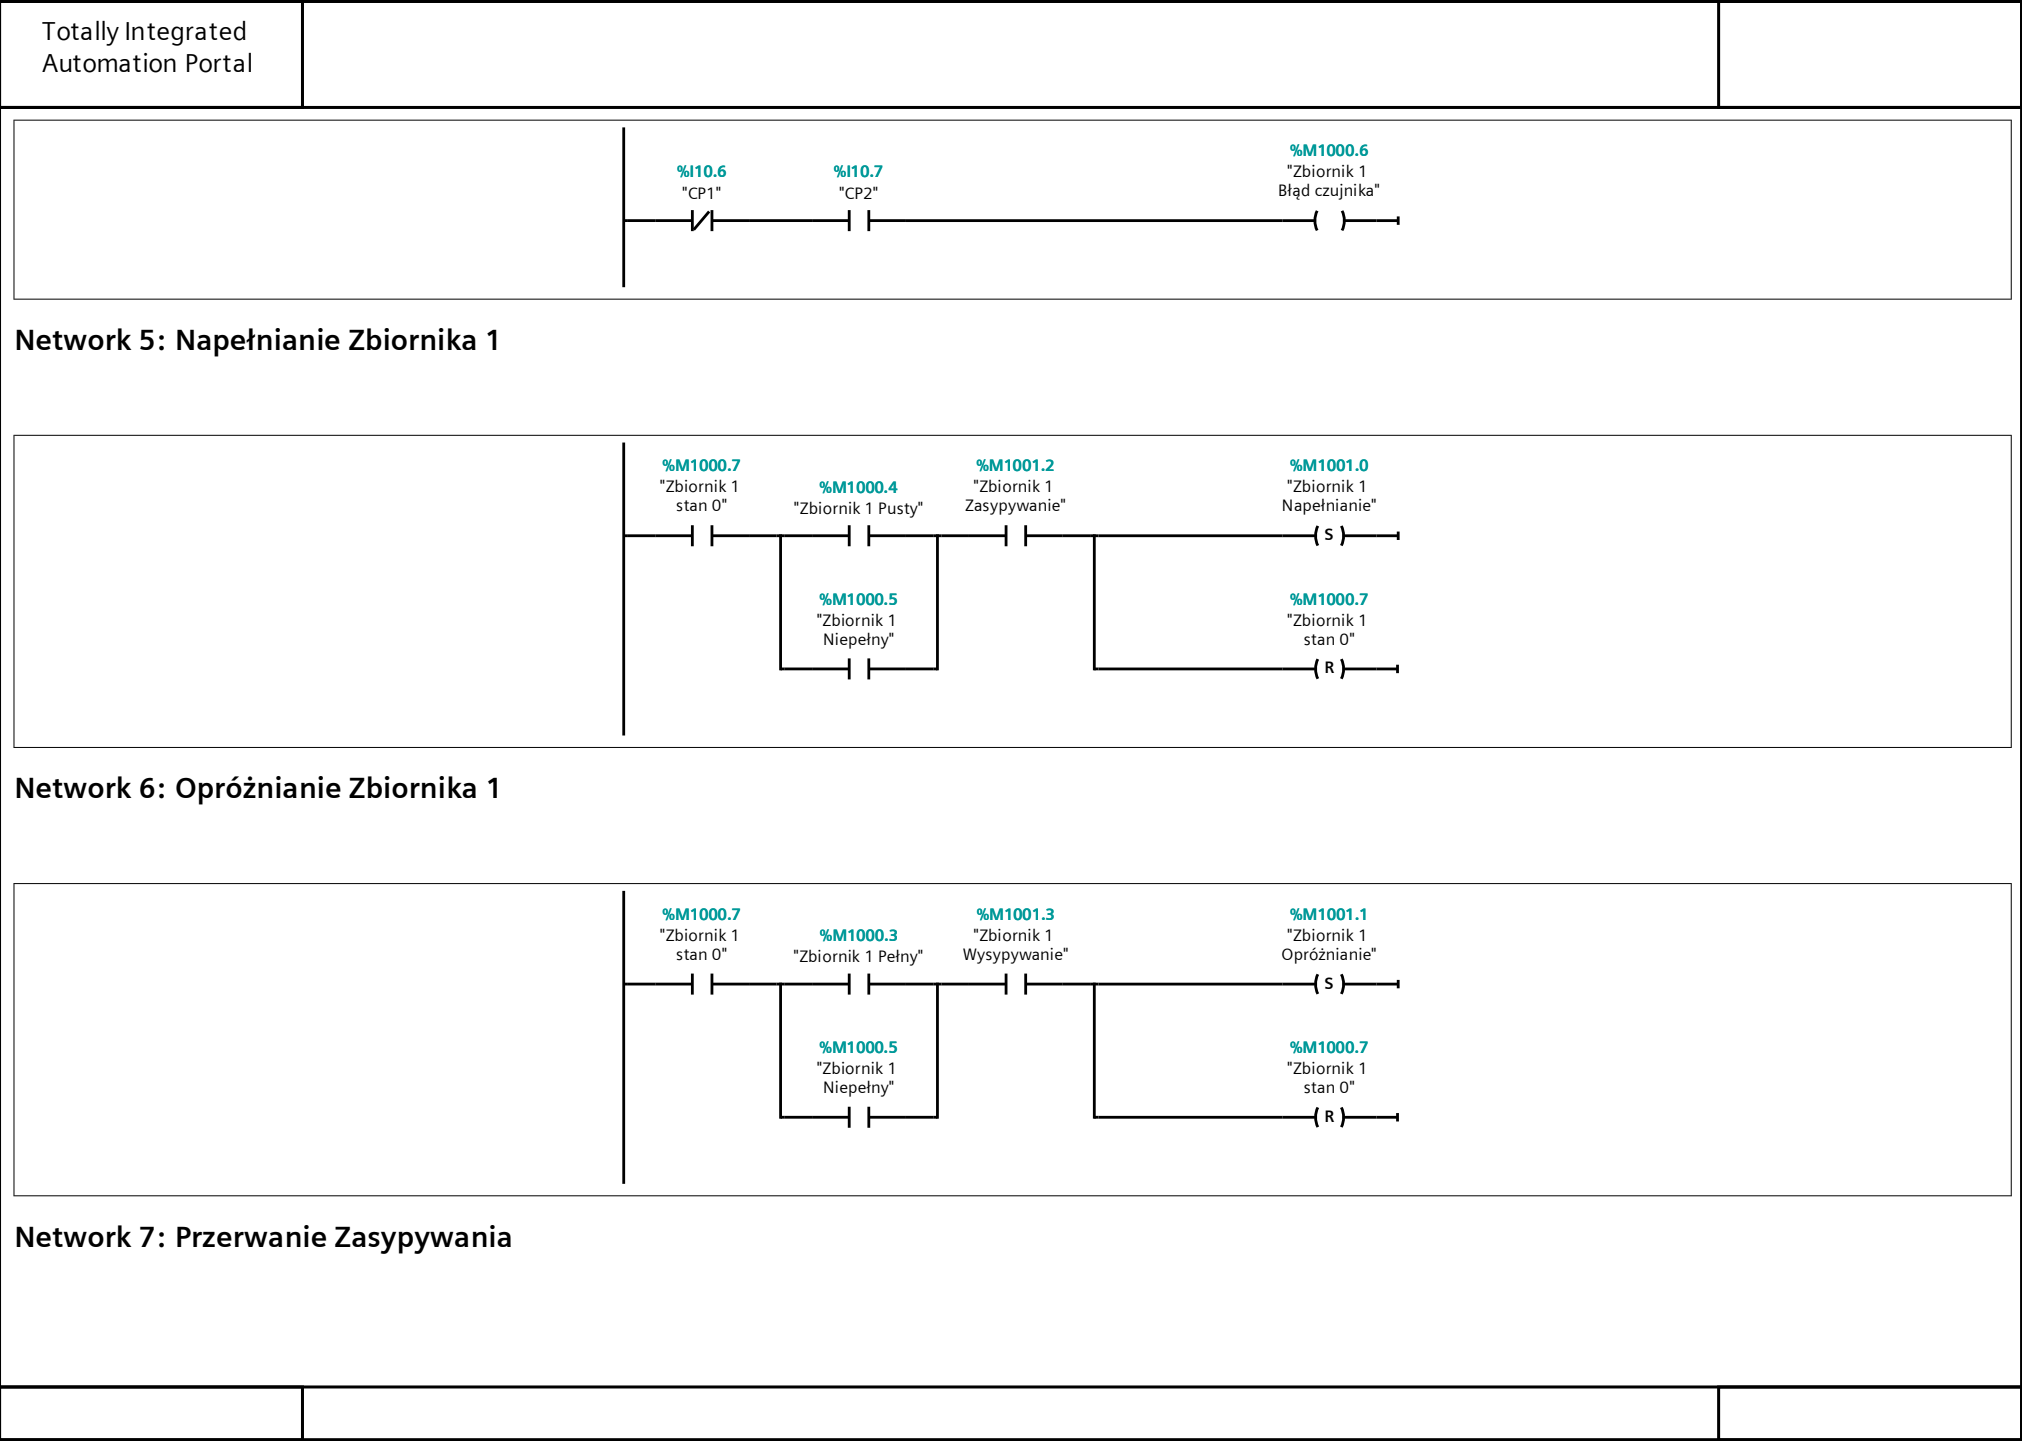 Totally Integrated
Automation Portal
%I10.6
"CP1"
%I10.7
"CP2"
%M1000.6
"Zbiornik 1
Błąd czujnika"
Network 5: Napełnianie Zbiornika 1
%M1000.7
"Zbiornik 1
stan 0"
%M1000.4
"Zbiornik 1 Pusty"
%M1001.2
"Zbiornik 1
Zasypywanie"
%M1001.0
"Zbiornik 1
Napełnianie"
S
%M1000.5
"Zbiornik 1
Niepełny"
%M1000.7
"Zbiornik 1
stan 0"
R
Network 6: Opróżnianie Zbiornika 1
%M1000.7
"Zbiornik 1
stan 0"
%M1000.3
"Zbiornik 1 Pełny"
%M1001.3
"Zbiornik 1
Wysypywanie"
%M1001.1
"Zbiornik 1
Opróżnianie"
S
%M1000.5
"Zbiornik 1
Niepełny"
%M1000.7
"Zbiornik 1
stan 0"
R
Network 7: Przerwanie Zasypywania